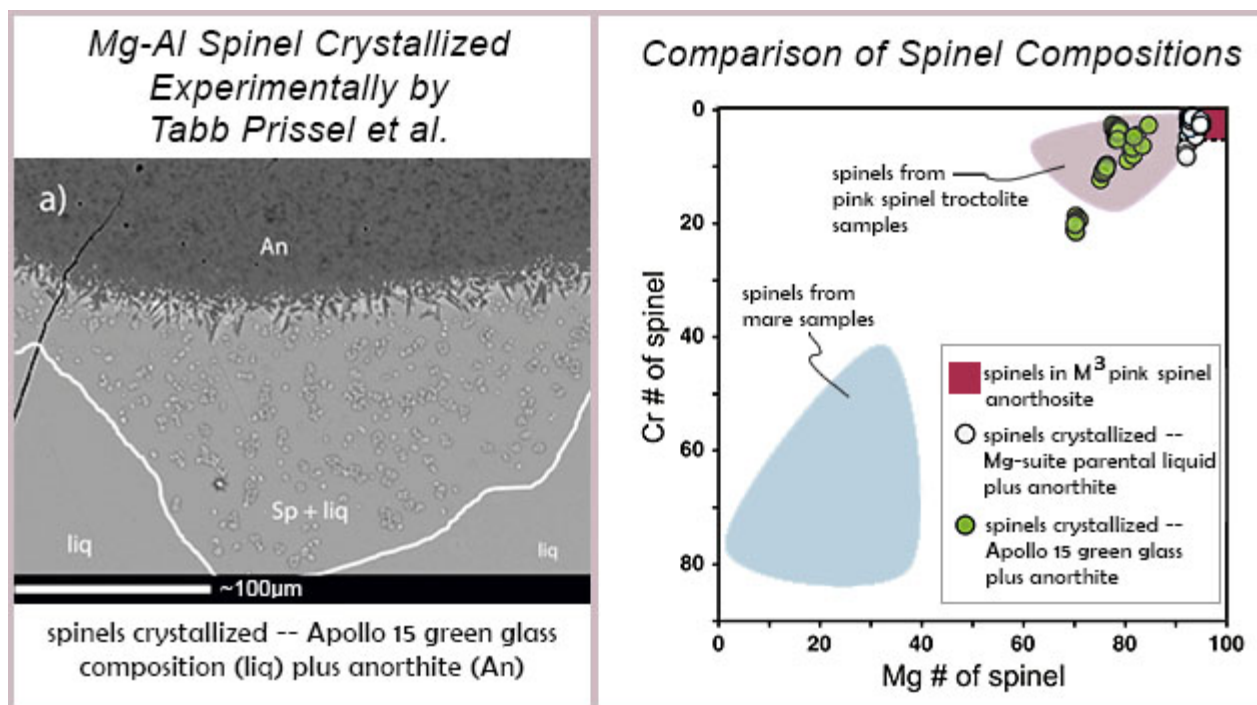 Mg-Al Spinel Crystallized
Experimentally by
Tabb Prissel et al.
a)
An
Sp + liq
liq
liq
~100µm
spinels crystallized -- Apollo 15 green glass
composition (liq) plus anorthite (An)
Comparison of Spinel Compositions
0
20
40
60
80
Cr # of spinel
spinels from
pink spinel troctolite
samples
spinels from
mare samples
spinels in M³ pink spinel
anorthosite
spinels crystallized --
Mg-suite parental liquid
plus anorthite
spinels crystallized --
Apollo 15 green glass
plus anorthite
0
20
40
60
80
100
Mg # of spinel